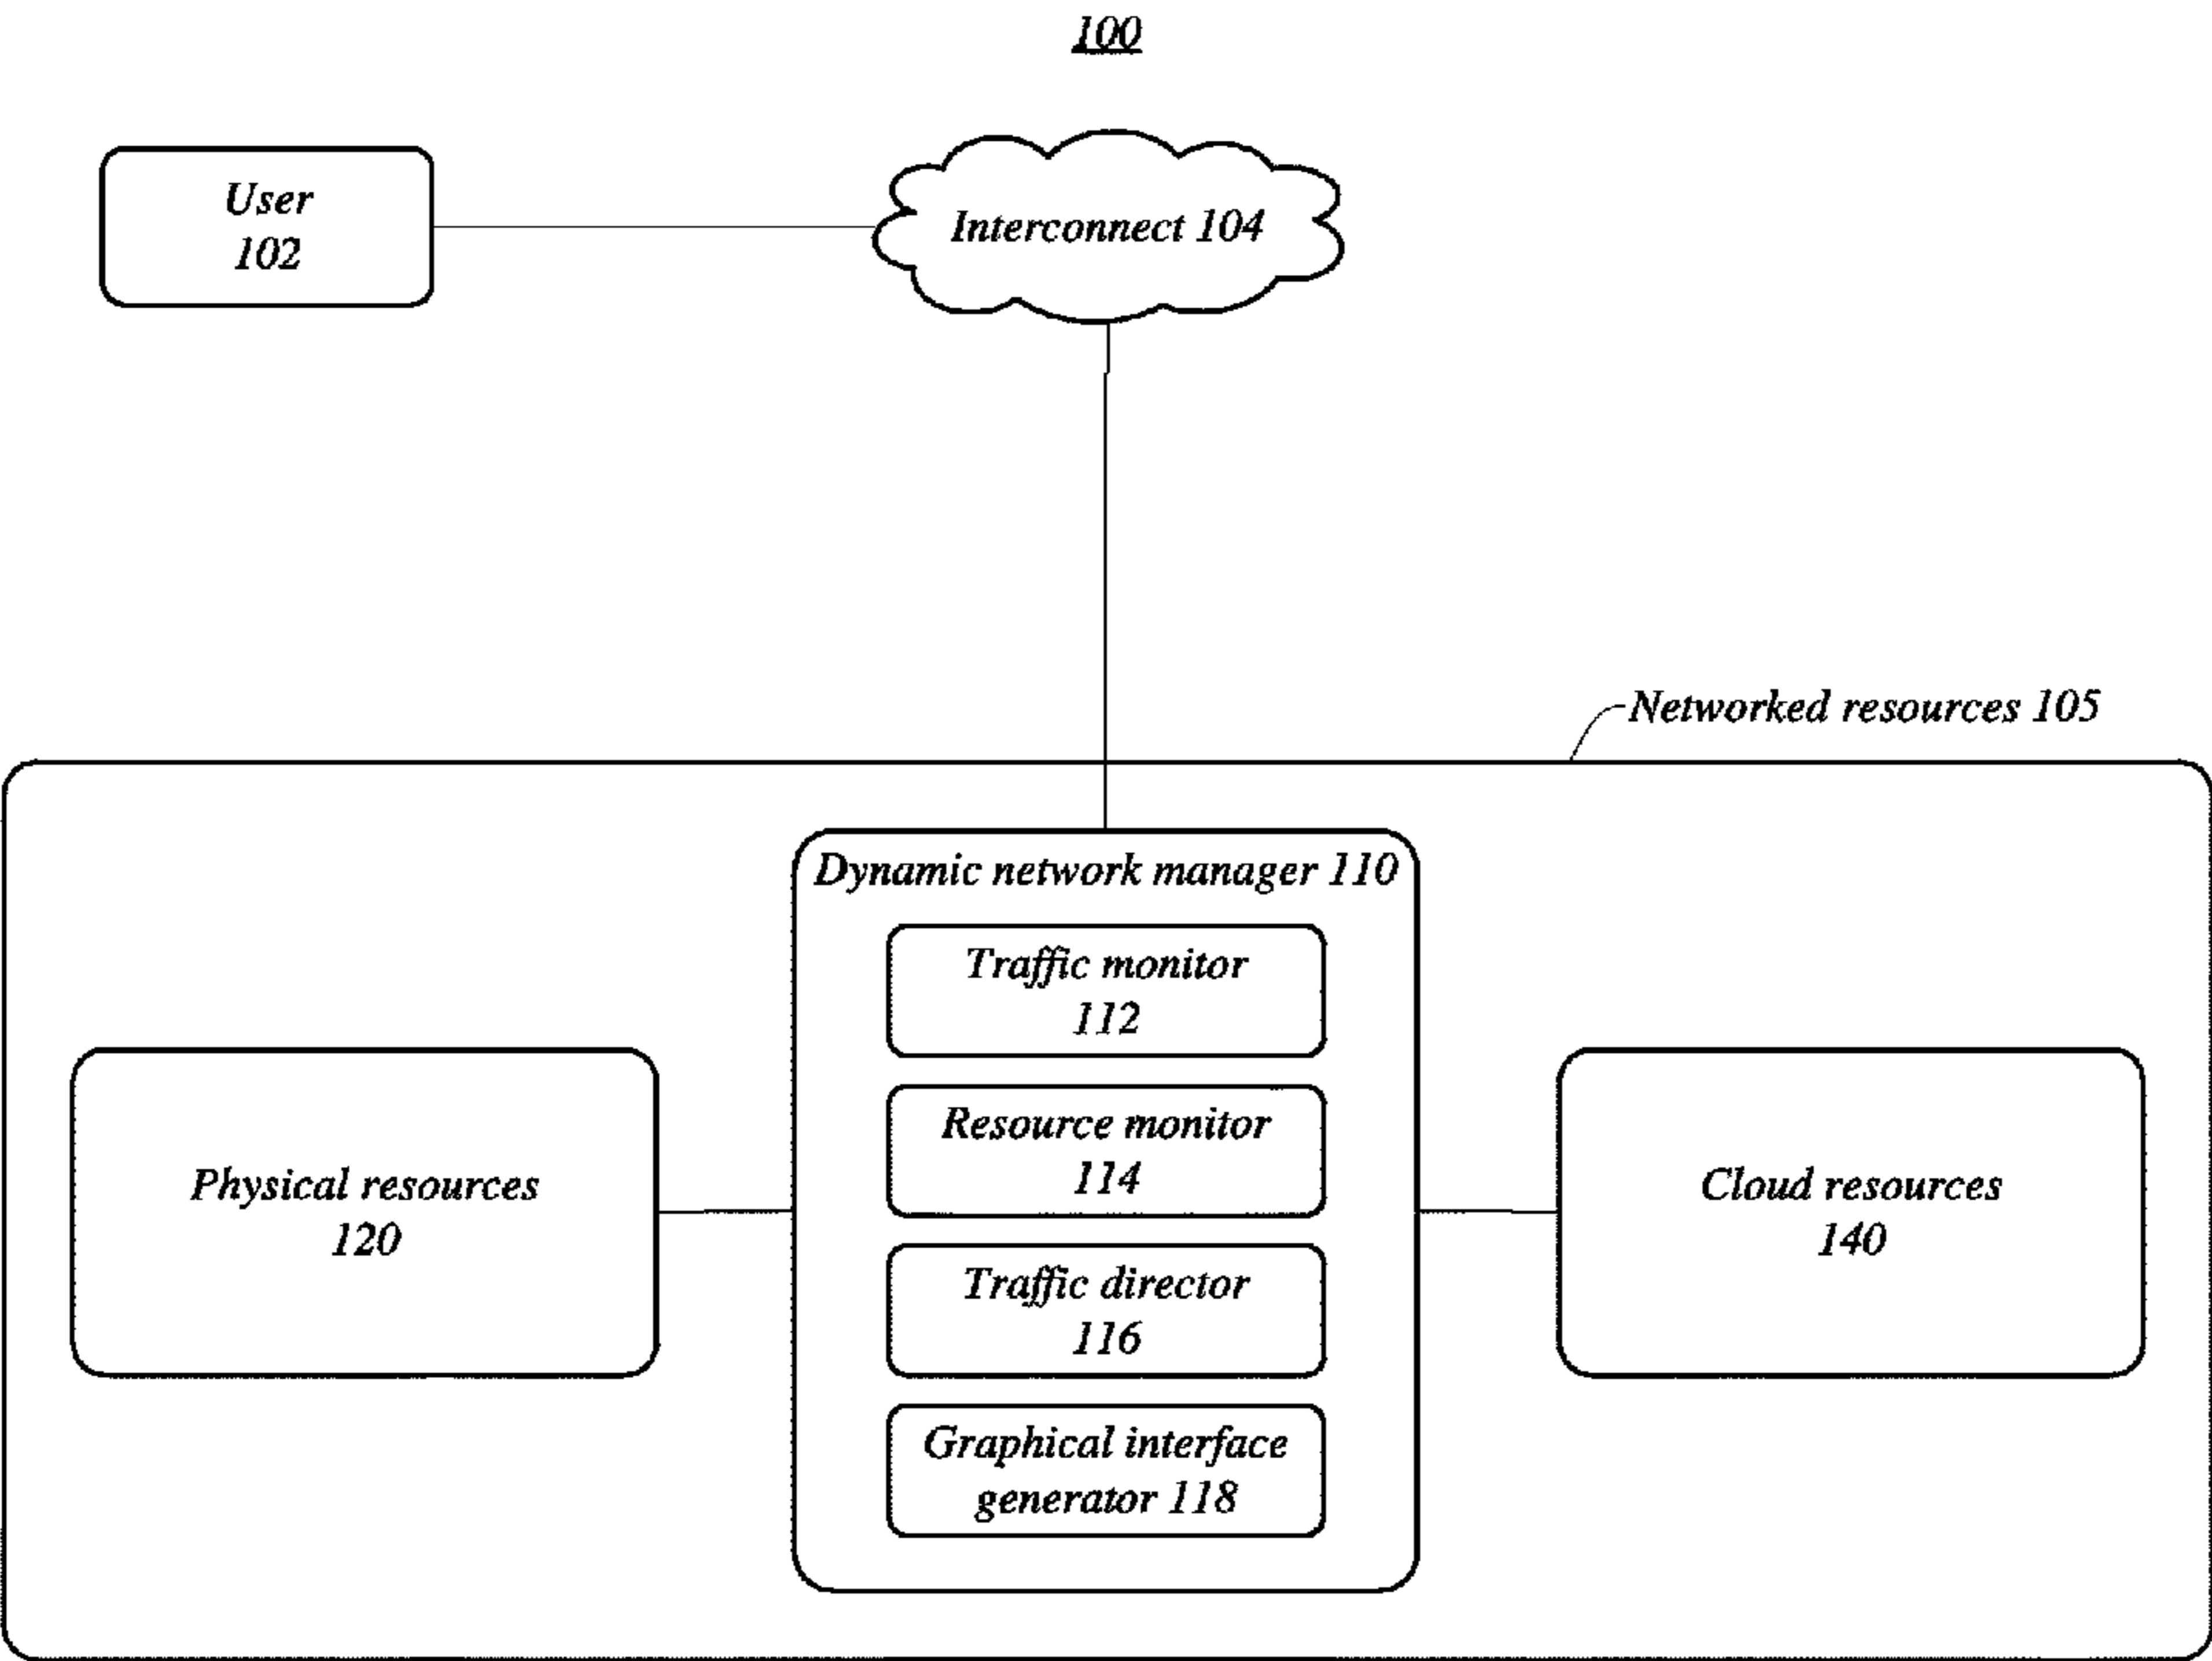 100
User
102
Interconnect 104
Networked resources 105
Dynamic network manager 110
Traffic monitor
112
Resource monitor
114
Traffic director
116
Graphical interface
generator 118
Physical resources
120
Cloud resources
140